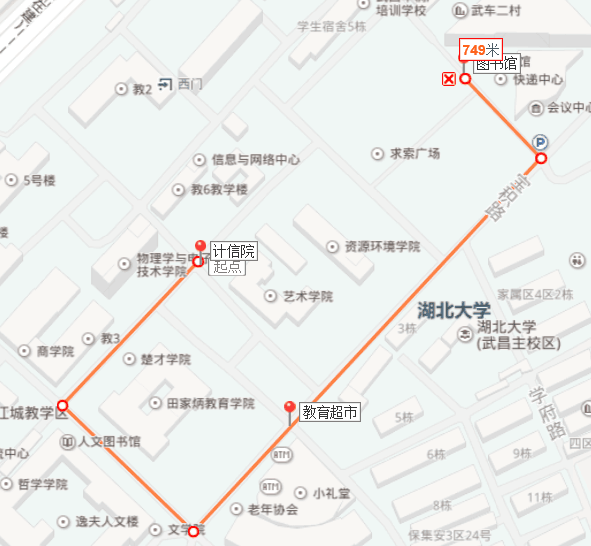 培训学校
武车二村
学生宿舍5栋
749米
图书馆
馆
快递中心
教2
西门
会议中心
信息与网络中心
求索广场
5号楼
教6教学楼
宝积路
计信院
起点
物理学与电子
技术学院
资源环境学院
艺术学院
家属区4区2栋
湖北大学
3栋
湖北大学
(武昌主校区)
教3
商学院
楚才学院
学府路
田家炳教育学院
教育超市
江城教学区
5栋
人文图书馆
四区
ATM
6栋
9栋
哲学学院
ATM
小礼堂
8栋
11栋
老年协会
逸夫人文楼
文学院
保集安3区24号